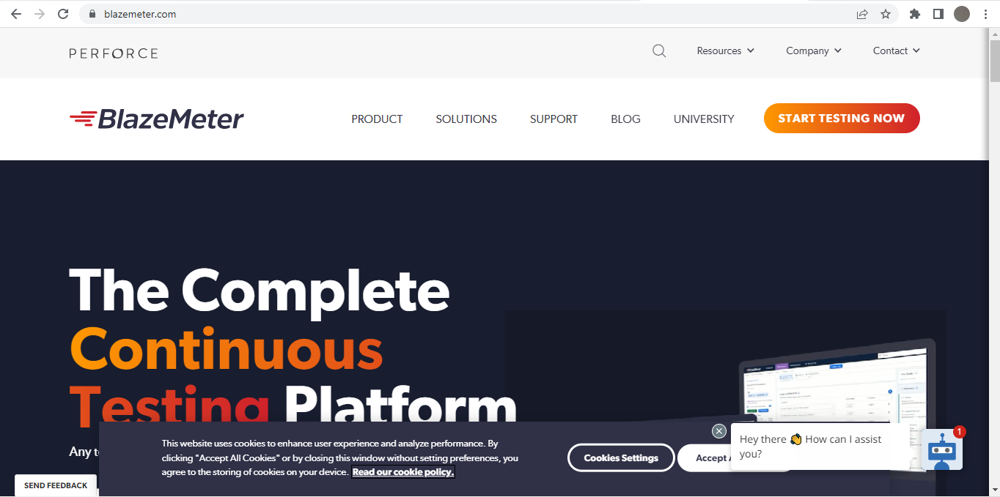 blazemeter.com
PERFORCE
Resources
Company
Contact
BlazeMeter
PRODUCT
SOLUTIONS
SUPPORT
BLOG
UNIVERSITY
START TESTING NOW
The Complete
Continuous
Testing Platform
Any
This website uses cookies to enhance user experience and analyze performance. By
clicking "Accept All Cookies" or by closing this window without setting preferences, you
agree to the storing of cookies on your device. Read our cookie policy.
Cookies Settings
Accept
Hey there 👋 How can I assist
you?
1
SEND FEEDBACK